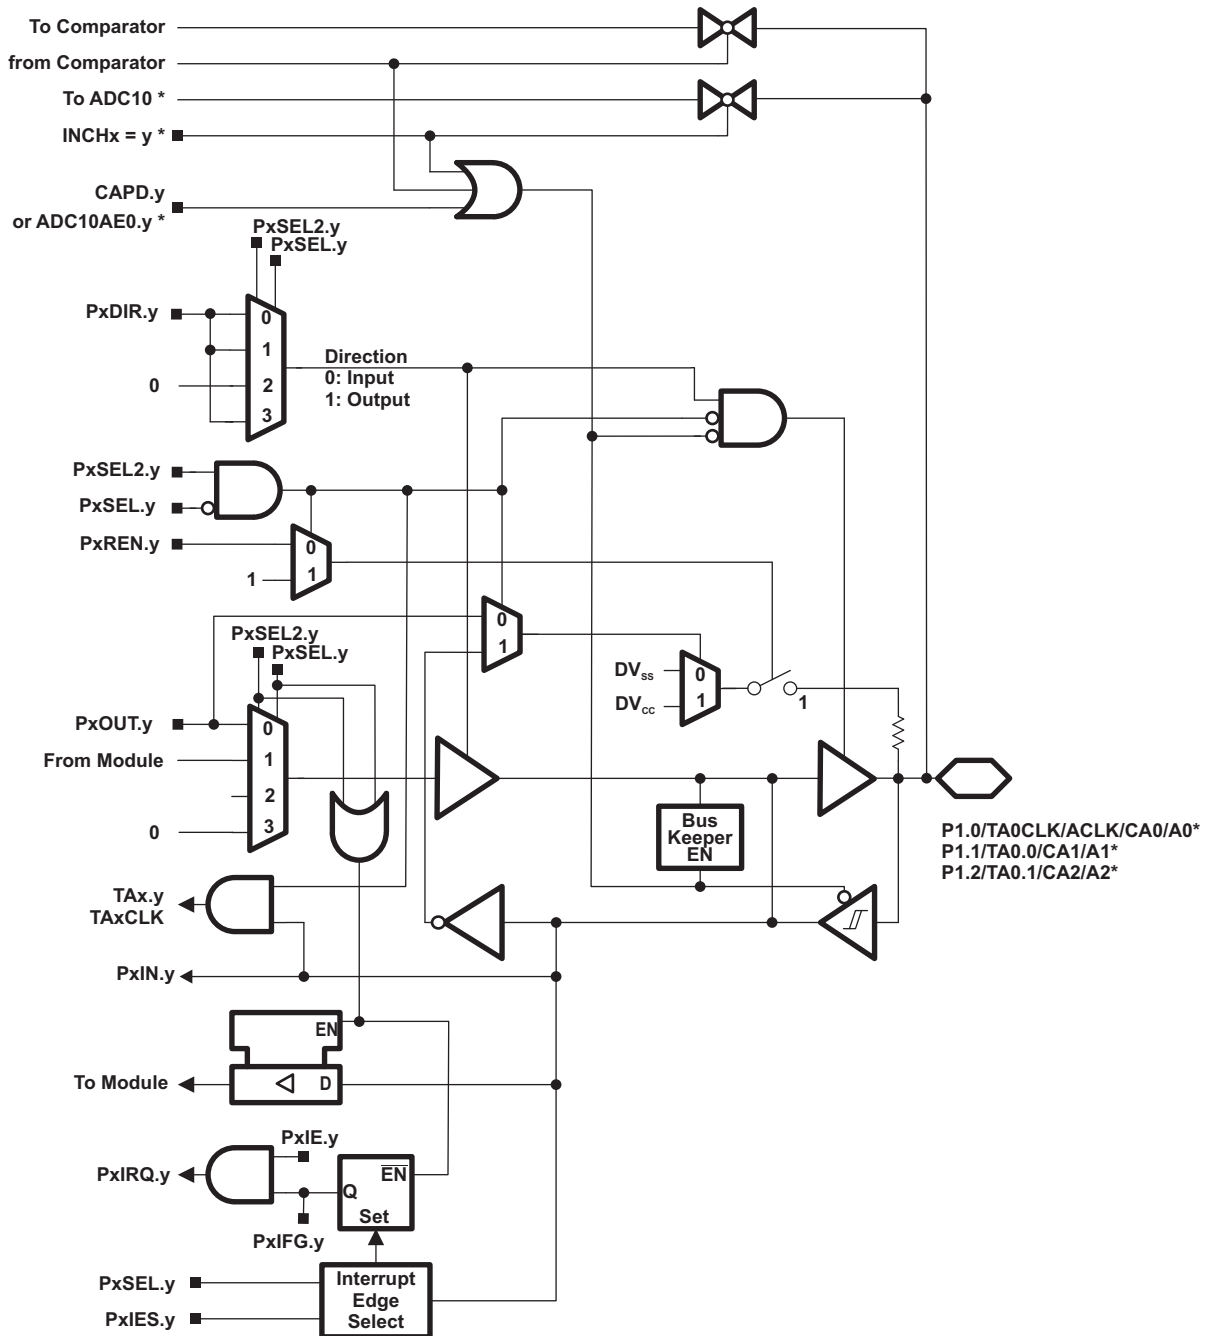 To Comparator
from Comparator
To ADC10 *
INCHx = y *
CAPD.y
or ADC10AE0.y *
PxSEL2.y
PxSEL.y
PxDIR.y
0
1
0
2
3
Direction
0: Input
1: Output
PxSEL2.y
PxSEL.y
PxREN.y
0
1
1
0
1
PxSEL2.y
PxSEL.y
DVss
0
DVcc
1
1
PxOUT.y
0
From Module
1
2
0
3
Bus
Keeper
EN
P1.0/TA0CLK/ACLK/CA0/A0*
P1.1/TA0.0/CA1/A1*
P1.2/TA0.1/CA2/A2*
TAx.y
TAxCLK
PxIN.y
EN
To Module
D
PxIE.y
PxIRQ.y
EN
Q
Set
PxIFG.y
PxSEL.y
PxIES.y
Interrupt
Edge
Select